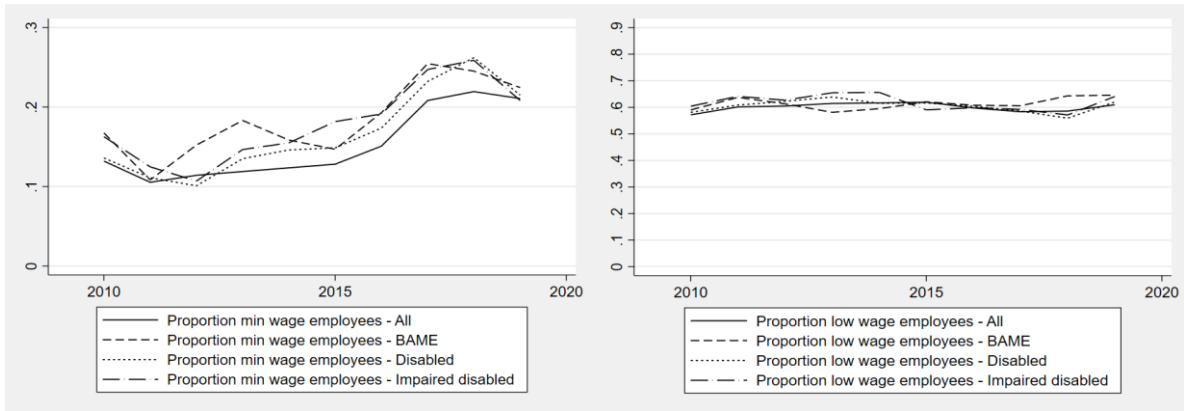 .3
.2
.1
0
2010
2015
2020
Proportion min wage employees - All
Proportion min wage employees - BAME
Proportion min wage employees - Disabled
Proportion min wage employees - Impaired disabled
.9
.8
.7
.6
.5
.4
.3
.2
.1
0
2010
2015
2020
Proportion low wage employees - All
Proportion low wage employees - BAME
Proportion low wage employees - Disabled
Proportion low wage employees - Impaired disabled